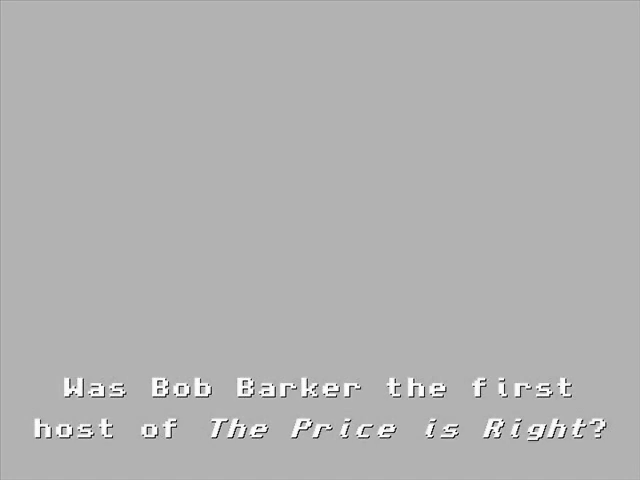 Was Bob Barker the first
host of The Price is Right?